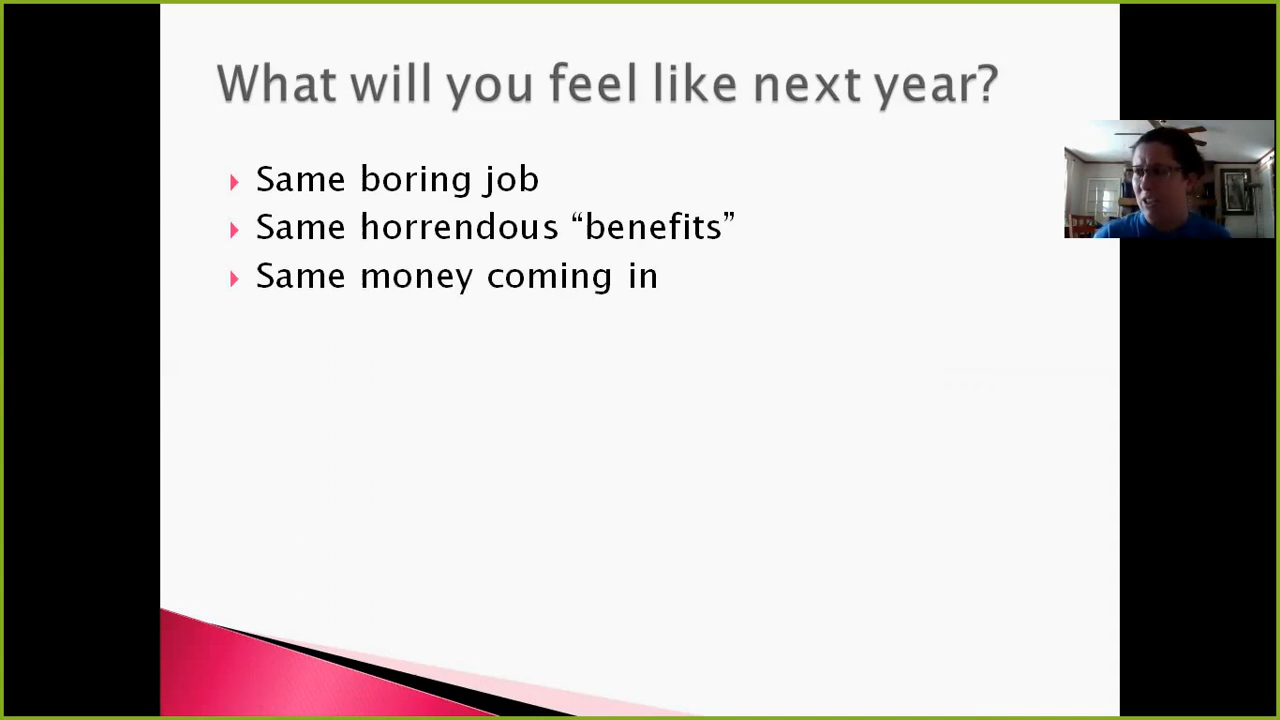 What will you feel like next year?
Same boring job
Same horrendous “benefits”
Same money coming in